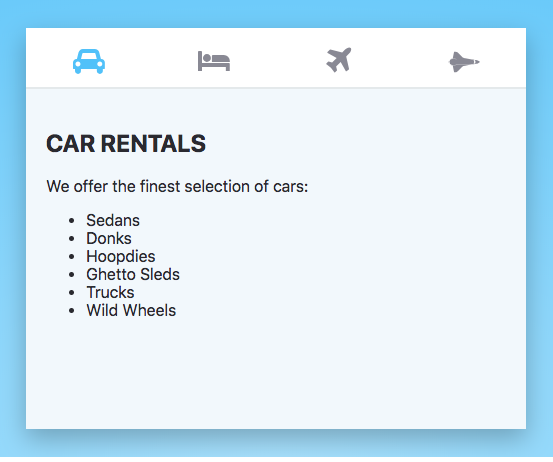 CAR RENTALS
We offer the finest selection of cars:
• Sedans
• Donks
• Hoopdies
• Ghetto Sleds
• Trucks
• Wild Wheels